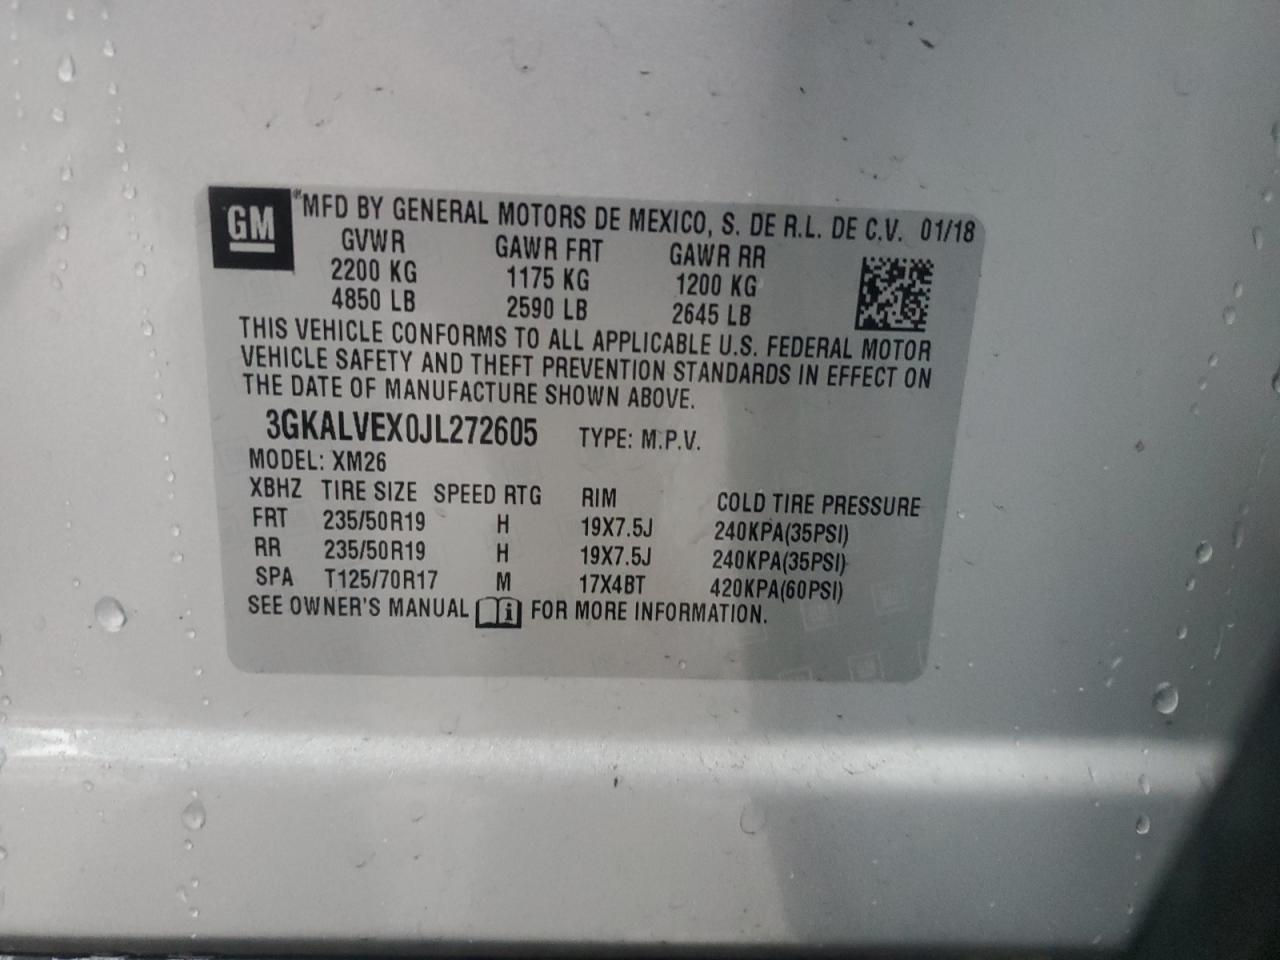 GM MFD BY GENERAL MOTORS DE MEXICO, S. DE R.L. DE C.V. 01/18
GVWR GAWR FRT GAWR RR
2200 KG 1175 KG 1200 KG
4850 LB 2590 LB 2645 LB
THIS VEHICLE CONFORMS TO ALL APPLICABLE U.S. FEDERAL MOTOR
VEHICLE SAFETY AND THEFT PREVENTION STANDARDS IN EFFECT ON
THE DATE OF MANUFACTURE SHOWN ABOVE.
3GKALVEX0JL272605 TYPE: M.P.V.
MODEL: XM26
XBHZ TIRE SIZE SPEED RTG RIM COLD TIRE PRESSURE
FRT 235/50R19 H 19X7.5J 240KPA(35PSI)
RR 235/50R19 H 19X7.5J 240KPA(35PSI)
SPA T125/70R17 M 17X4BT 420KPA(60PSI)
SEE OWNER'S MANUAL i FOR MORE INFORMATION.